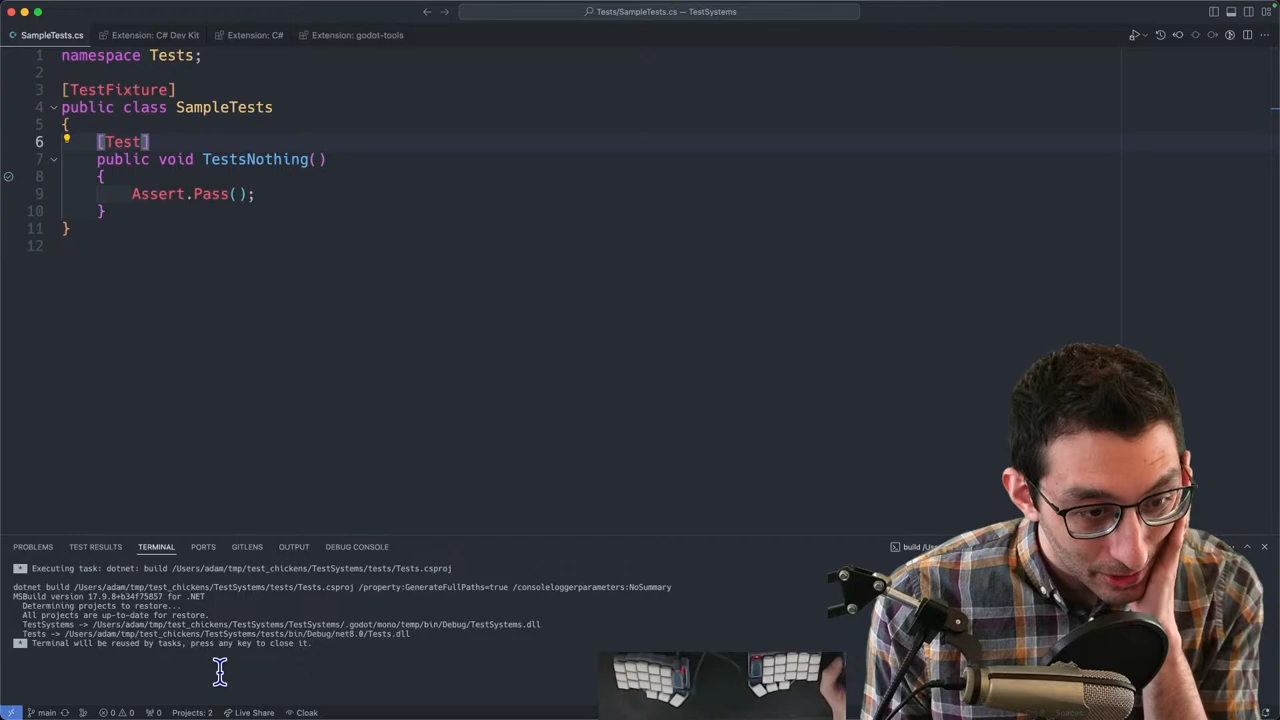 Tests/SampleTests.cs — TestSystems
SampleTests.cs
Extension: C# Dev Kit
Extension: C#
Extension: godot-tools
1 namespace Tests;
2
3 [TestFixture]
4 public class SampleTests
5 {
6 [Test]
7 public void TestsNothing()
8 {
9 Assert.Pass();
10 }
11 }
12
PROBLEMS TEST RESULTS TERMINAL PORTS GITLENS OUTPUT DEBUG CONSOLE
build
* Executing task: dotnet: build /Users/adam/tmp/test_chickens/TestSystems/tests/Tests.csproj
dotnet build /Users/adam/tmp/test_chickens/TestSystems/tests/Tests.csproj /property:GenerateFullPaths=true /consoleloggerparameters:NoSummary
MSBuild version 17.9.8+b34f75857 for .NET
Determining projects to restore...
All projects are up-to-date for restore.
TestSystems -> /Users/adam/tmp/test_chickens/TestSystems/TestSystems/.godot/mono/temp/bin/Debug/TestSystems.dll
Tests -> /Users/adam/tmp/test_chickens/TestSystems/tests/bin/Debug/net8.0/Tests.dll
* Terminal will be reused by tasks, press any key to close it.
main 0 0 0 Projects: 2 Live Share Cloak